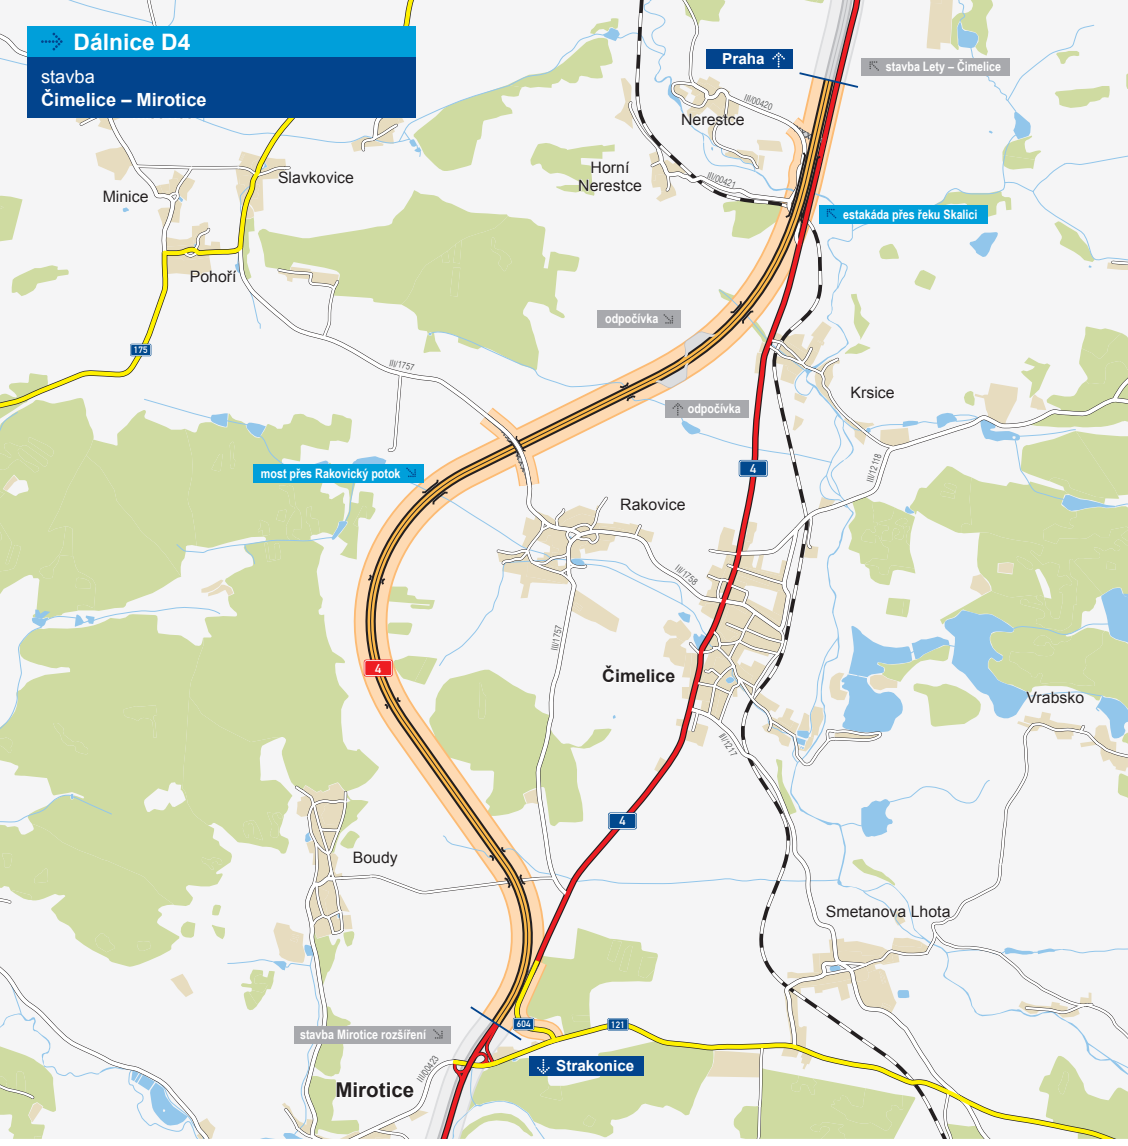 Dálnice D4
stavba
Čimelice – Mirotice
Praha
stavba Lety – Čimelice
III/00420
Nerestce
Horní
Nerestce
III/00421
Slavkovice
Minice
estakáda přes řeku Skalici
Pohoří
odpočívka
175
III/1757
Krsice
odpočívka
4
III/12118
most přes Rakovický potok
Rakovice
III/1758
III/1757
4
Čimelice
Vrabsko
III/1217
4
Boudy
Smetanova Lhota
604
121
stavba Mirotice rozšíření
Strakonice
III/00423
Mirotice